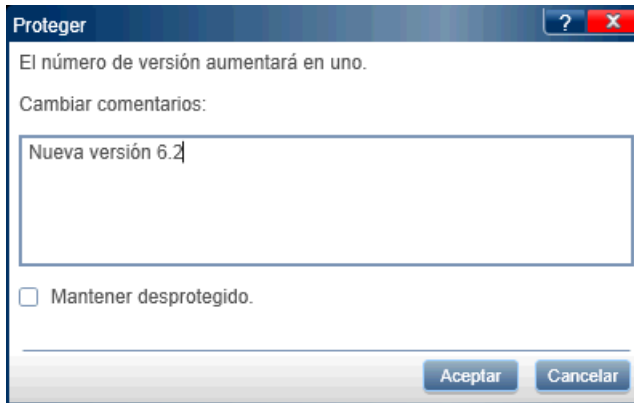 Proteger
? X
El número de versión aumentará en uno.
Cambiar comentarios:
Nueva versión 6.2
Mantener desprotegido.
Aceptar Cancelar